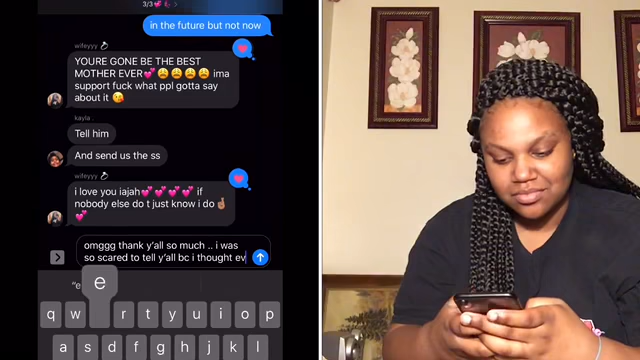 3/3💞
in the future but not now
wifeyyy 💍
YOURE GONE BE THE BEST
MOTHER EVER💕😩😩😩😩 ima
support fuck what ppl gotta say
about it 😘
kayla .
Tell him
And send us the ss
wifeyyy 💍
i love you iajah💕💕💕💕 if
nobody else do t just know i do🤞🏽
💕
omggg thank y'all so much .. i was
so scared to tell y'all bc i thought ev
"e
e
q w r t y u i o p
a s d f g h j k l